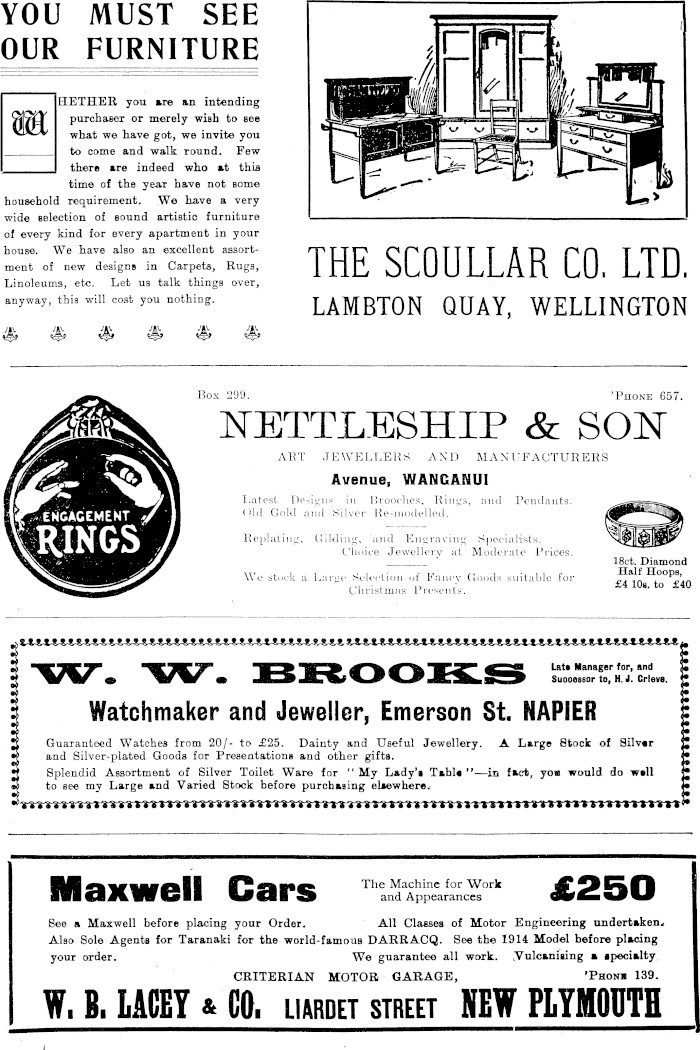 YOU MUST SEE
OUR FURNITURE
WHETHER you are an intending
purchaser or merely wish to see
what we have got, we invite you
to come and walk round. Few
there are indeed who at this
time of the year have not some
household requirement. We have a very
wide selection of sound artistic furniture
of every kind for every apartment in your
house. We have also an excellent assort-
ment of new designs in Carpets, Rugs,
Linoleums, etc. Let us talk things over,
anyway, this will cost you nothing.
THE SCOULLAR CO. LTD.
LAMBTON QUAY, WELLINGTON
ENGAGEMENT
RINGS
Box 299. 'PHONE 657.
NETTLESHIP & SON
ART JEWELLERS AND MANUFACTURERS
Avenue, WANGANUI
Latest Designs in Brooches, Rings, and Pendants.
Old Gold and Silver Re-modelled.
Replating, Gilding, and Engraving Specialists.
Choice Jewellery at Moderate Prices.
We stock a Large Selection of Fancy Goods suitable for
Christmas Presents.
18ct. Diamond
Half Hoops,
£4 10s. to £40
W. W. BROOKS
Late Manager for, and
Successor to, H. J. Grieve.
Watchmaker and Jeweller, Emerson St. NAPIER
Guaranteed Watches from 20/- to £25. Dainty and Useful Jewellery. A Large Stock of Silver
and Silver-plated Goods for Presentations and other gifts.
Splendid Assortment of Silver Toilet Ware for "My Lady's Table"—in fact, you would do well
to see my Large and Varied Stock before purchasing elsewhere.
Maxwell Cars
The Machine for Work
and Appearances
£250
See a Maxwell before placing your Order. All Classes of Motor Engineering undertaken.
Also Sole Agents for Taranaki for the world-famous DARRACQ. See the 1914 Model before placing
your order. We guarantee all work. Vulcanising a specialty
CRITERIAN MOTOR GARAGE, 'PHONE 139.
W. B. LACEY & CO. LIARDET STREET NEW PLYMOUTH